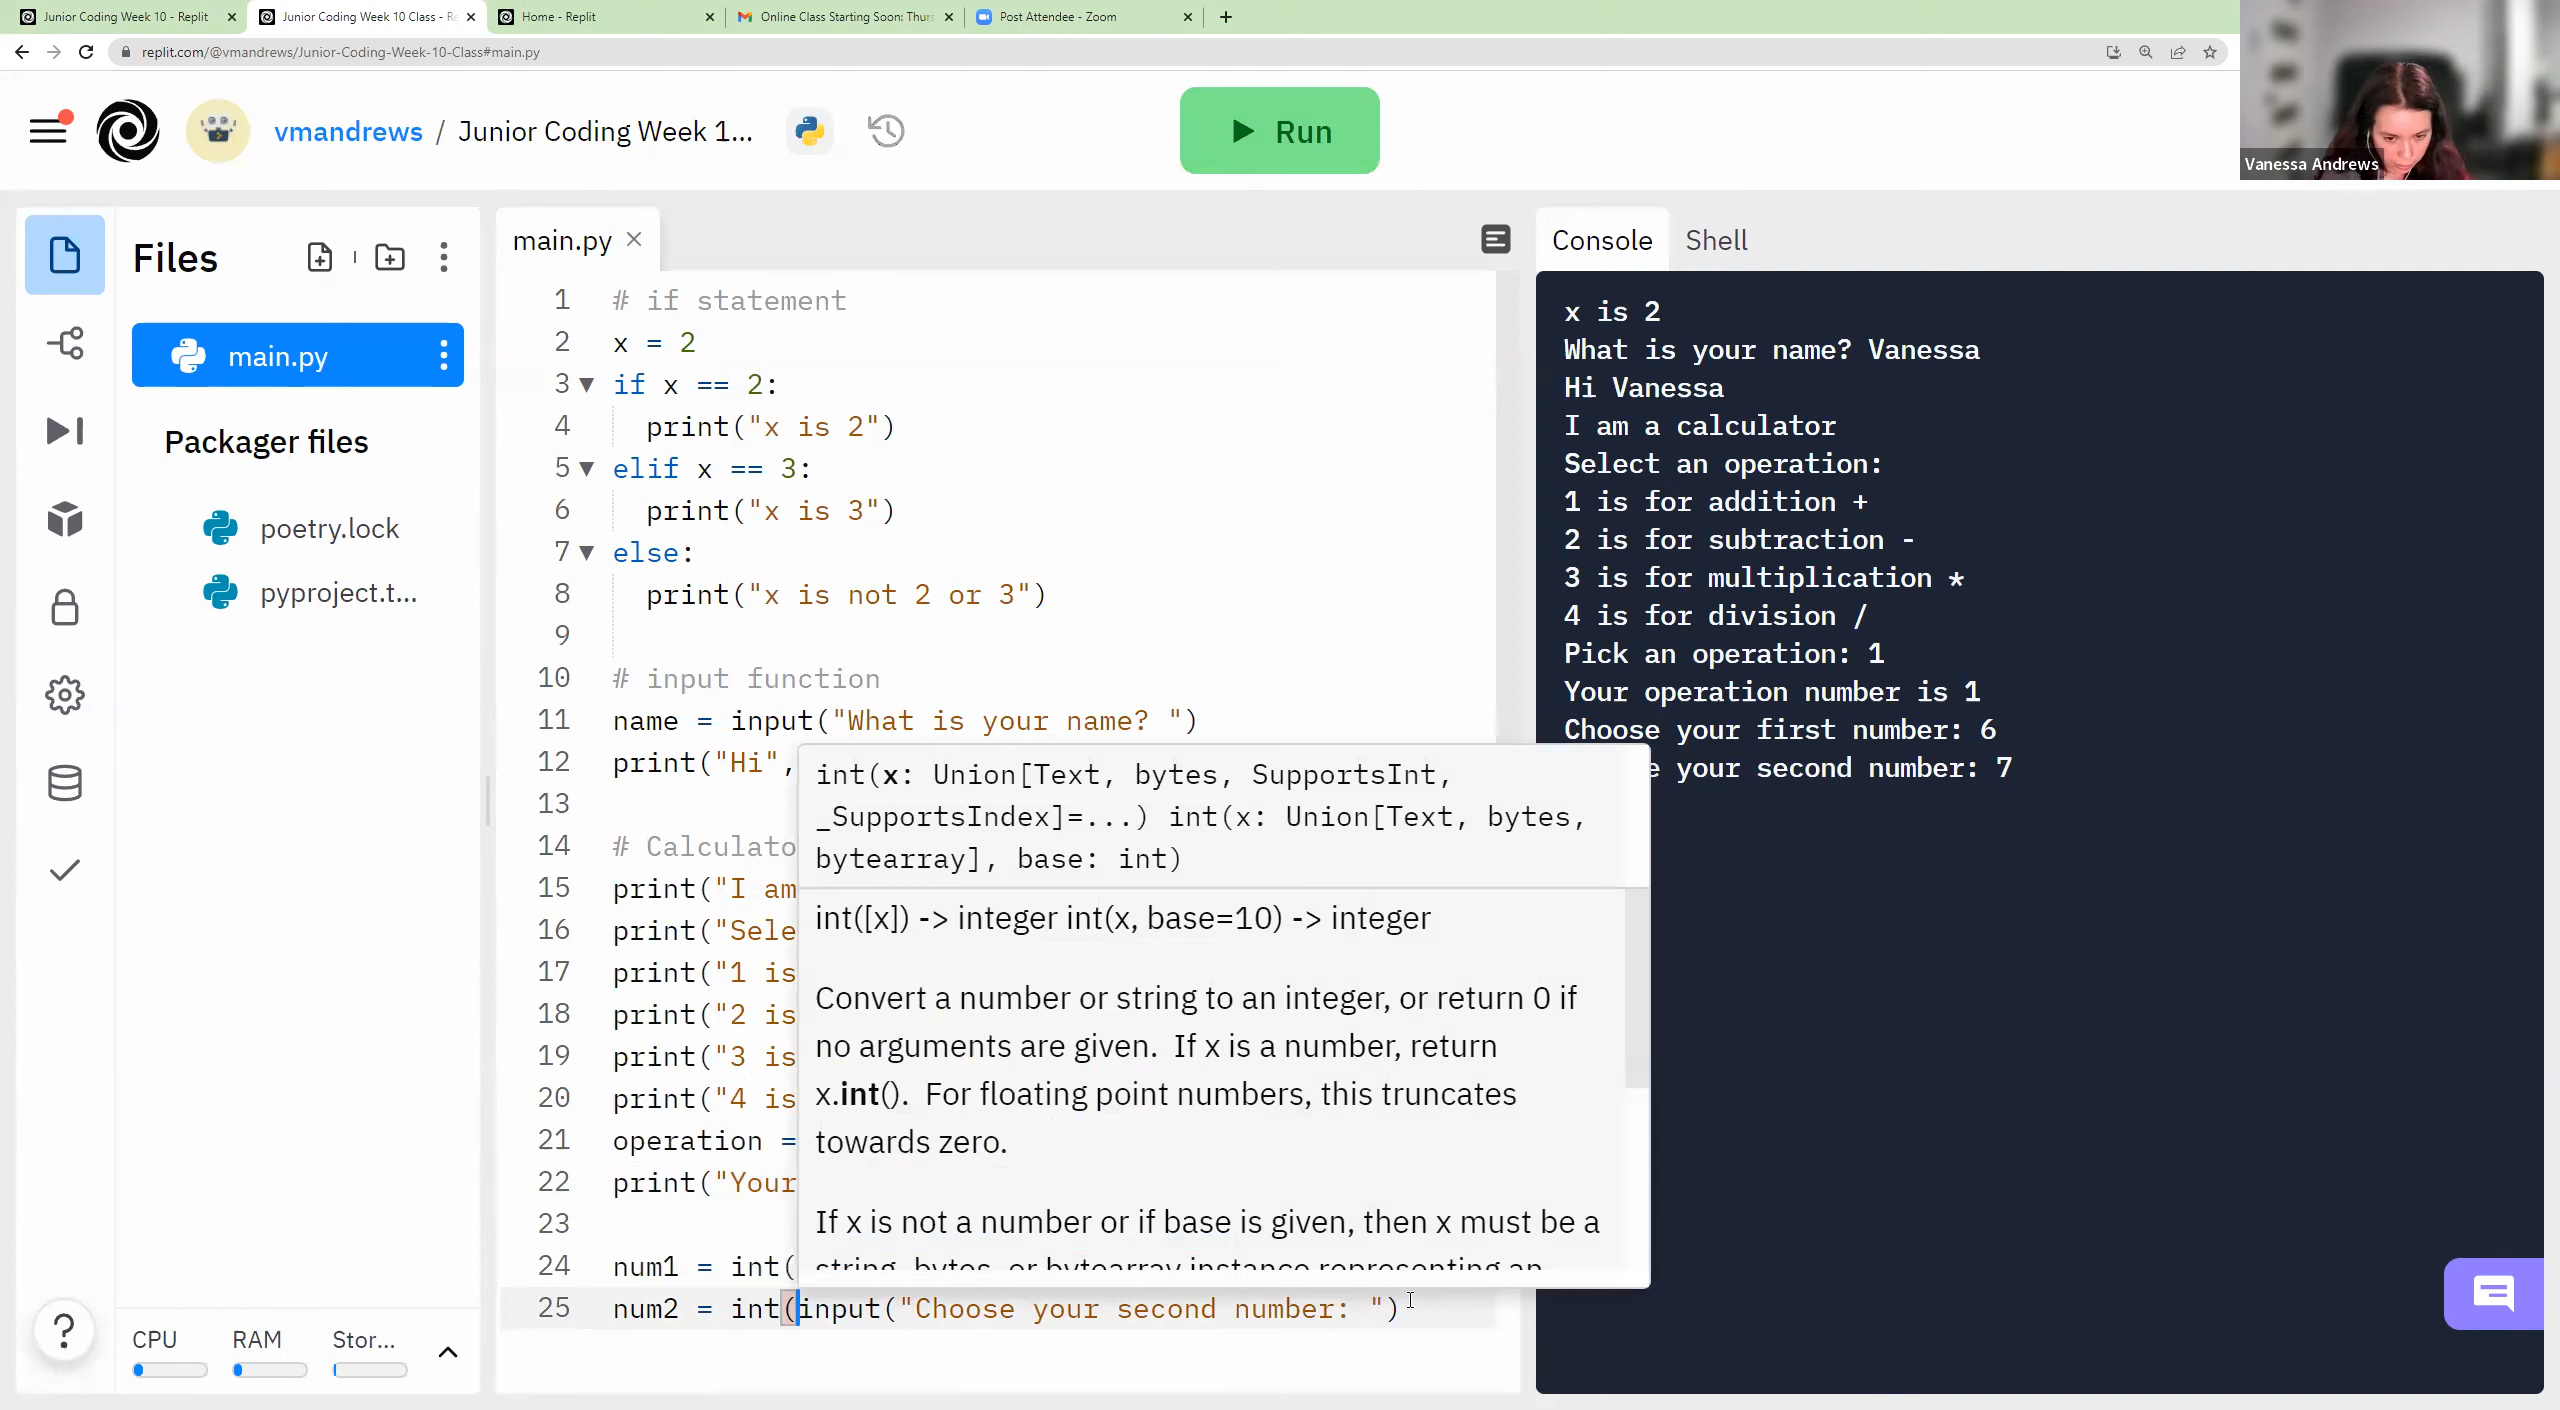 Junior Coding Week 10 - Replit
Junior Coding Week 10 Class - Re
Home - Replit
Online Class Starting Soon: Thurs
Post Attendee - Zoom
replit.com/@vmandrews/Junior-Coding-Week-10-Class#main.py
Vanessa Andrews
vmandrews / Junior Coding Week 1...
Run
Files
main.py
Packager files
poetry.lock
pyproject.t...
CPU
RAM
Stor...
main.py
1 # if statement
2 x = 2
3 if x == 2:
4 print("x is 2")
5 elif x == 3:
6 print("x is 3")
7 else:
8 print("x is not 2 or 3")
9
10 # input function
11 name = input("What is your name? ")
12 print("Hi",
13
14 # Calculato
15 print("I am
16 print("Sele
17 print("1 is
18 print("2 is
19 print("3 is
20 print("4 is
21 operation =
22 print("Your
23
24 num1 = int(
25 num2 = int(input("Choose your second number: ")
int(x: Union[Text, bytes, SupportsInt,
_SupportsIndex]=...) int(x: Union[Text, bytes,
bytearray], base: int)
int([x]) -> integer int(x, base=10) -> integer
Convert a number or string to an integer, or return 0 if
no arguments are given. If x is a number, return
x.int(). For floating point numbers, this truncates
towards zero.
If x is not a number or if base is given, then x must be a
string, bytes, or bytearray instance representing an
Console
Shell
x is 2
What is your name? Vanessa
Hi Vanessa
I am a calculator
Select an operation:
1 is for addition +
2 is for subtraction -
3 is for multiplication *
4 is for division /
Pick an operation: 1
Your operation number is 1
Choose your first number: 6
e your second number: 7